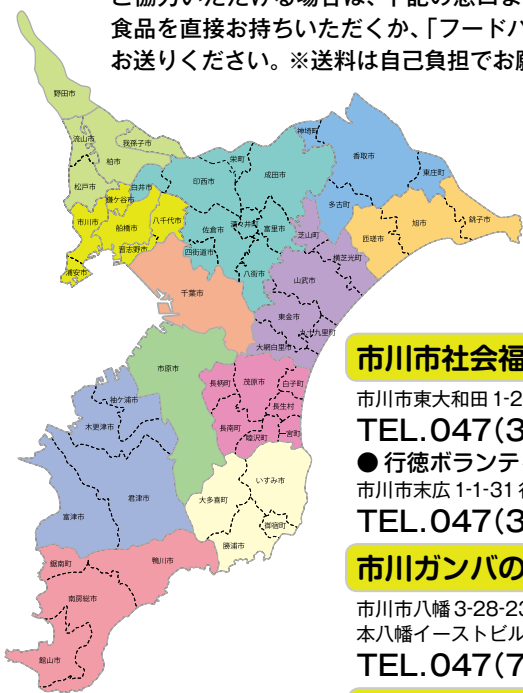 ご協力いただける場合は、下記の窓口ま
食品を直接お持ちいただくか、「フードバ
お送りください。※送料は自己負担でお願
野田市
流山市
我孫子市
柏市
松戸市
鎌ケ谷市
白井市
市川市
船橋市
八千代市
習志野市
浦安市
印西市
栄町
成田市
佐倉市
酒々井町
富里市
四街道市
八街市
神崎町
香取市
東庄町
多古町
銚子市
旭市
匝瑳市
芝山町
横芝光町
山武市
東金市
九十九里町
大網白里市
千葉市
市原市
長柄町
茂原市
白子町
長生村
長南町
睦沢町
一宮町
袖ケ浦市
木更津市
君津市
富津市
いすみ市
大多喜町
御宿町
勝浦市
鋸南町
鴨川市
南房総市
館山市
市川市社会福
市川市東大和田 1-2
TEL.047(3
● 行徳ボランテ
市川市末広 1-1-31 行
TEL.047(3
市川ガンバの
市川市八幡 3-28-23
本八幡イーストビル
TEL.047(7